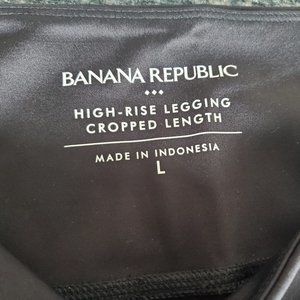 BANANA REPUBLIC
HIGH-RISE LEGGING
CROPPED LENGTH
MADE IN INDONESIA
L